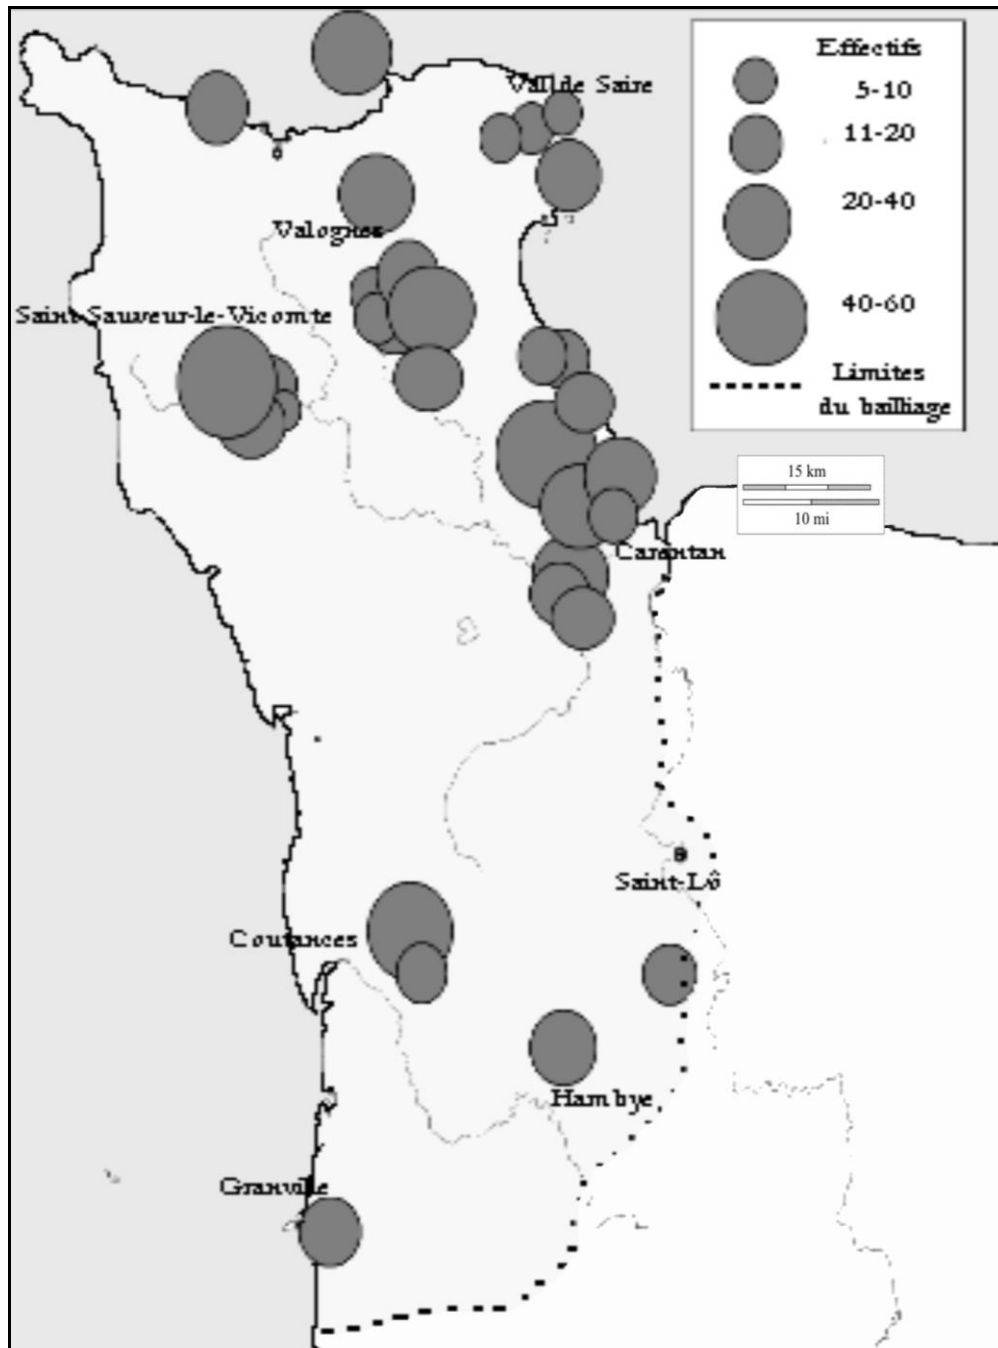 Effectifs
5-10
11-20
20-40
40-60
Limites
du bailliage
Val de Saire
Valognes
Saint-Sauveur-le-Vicomte
15 km
10 mi
Carantan
Saint-Lô
Coutances
Hambye
Granville